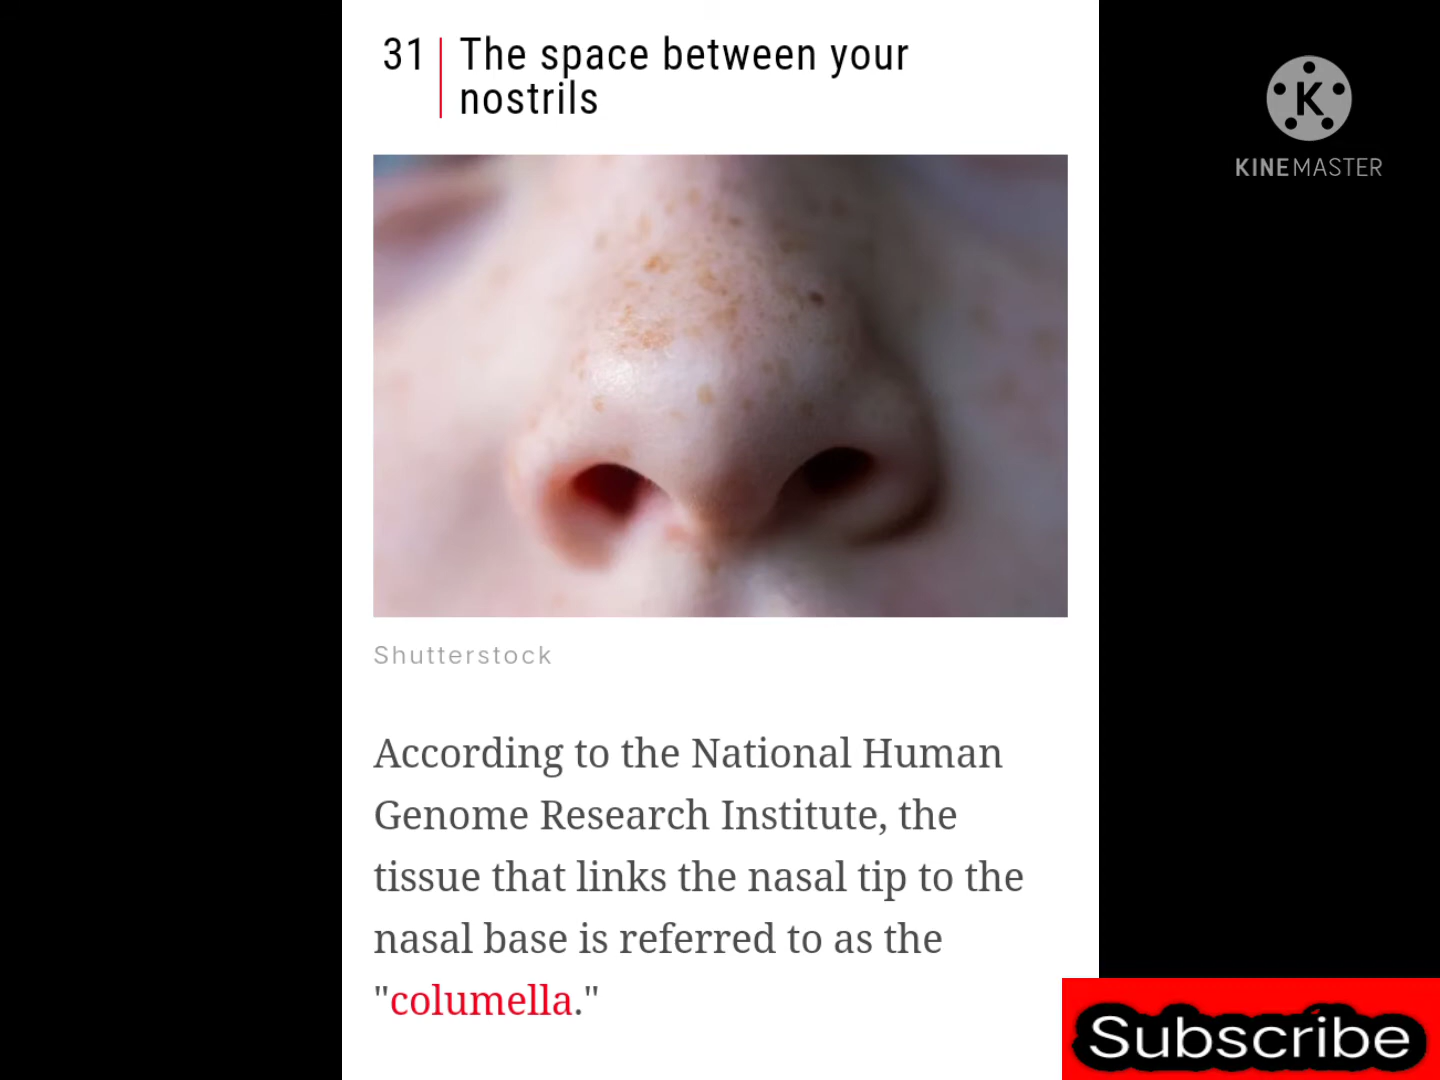 31 The space between your
nostrils
K
KINEMASTER
Shutterstock
According to the National Human
Genome Research Institute, the
tissue that links the nasal tip to the
nasal base is referred to as the
"columella."
Subscribe